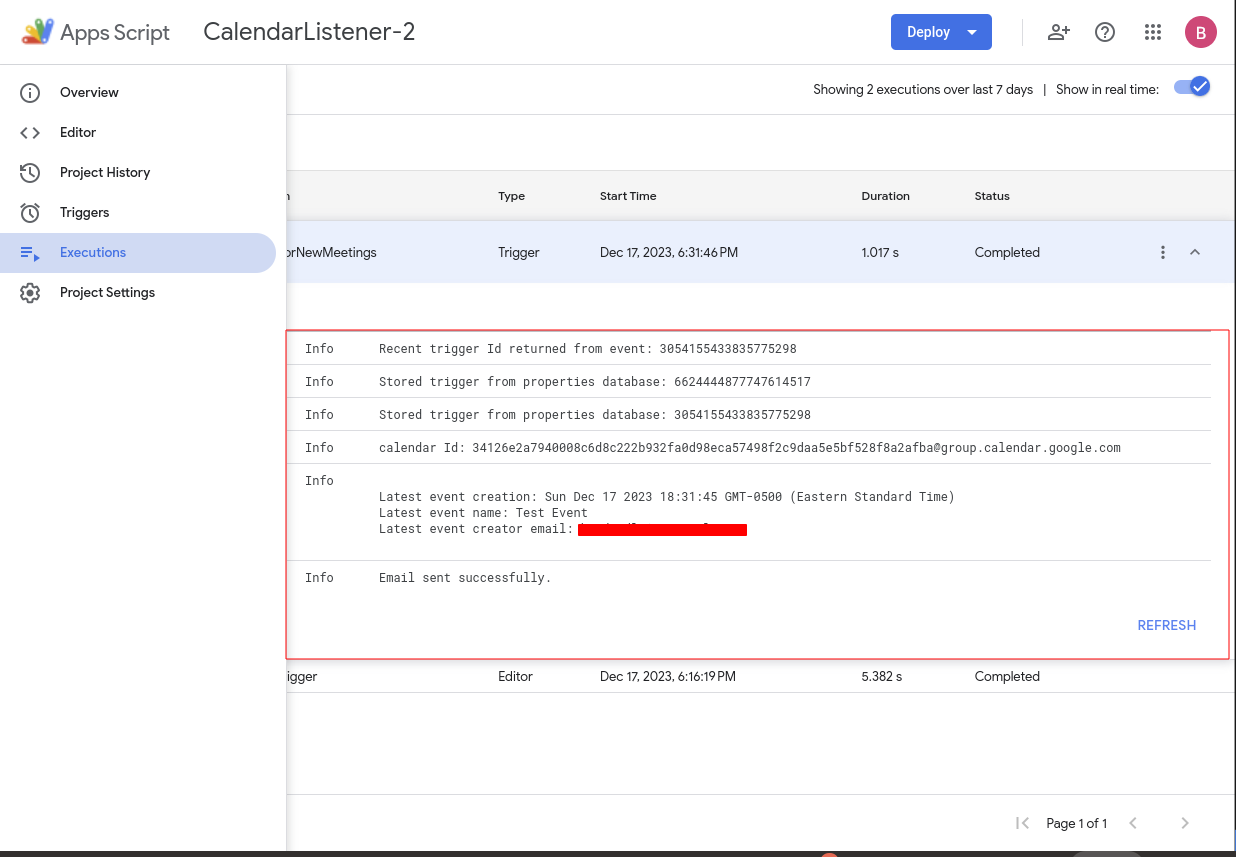 Apps Script
CalendarListener-2
Deploy
B
Overview
Editor
Project History
Triggers
Executions
Project Settings
Showing 2 executions over last 7 days | Show in real time:
Type Start Time Duration Status
orNewMeetings Trigger Dec 17, 2023, 6:31:46 PM 1.017 s Completed
Info Recent trigger Id returned from event: 3054155433835775298
Info Stored trigger from properties database: 6624444877747614517
Info Stored trigger from properties database: 3054155433835775298
Info calendar Id: 34126e2a7940008c6d8c222b932fa0d98eca57498f2c9daa5e5bf528f8a2afba@group.calendar.google.com
Info
Latest event creation: Sun Dec 17 2023 18:31:45 GMT-0500 (Eastern Standard Time)
Latest event name: Test Event
Latest event creator email:
Info Email sent successfully.
REFRESH
igger Editor Dec 17, 2023, 6:16:19 PM 5.382 s Completed
Page 1 of 1